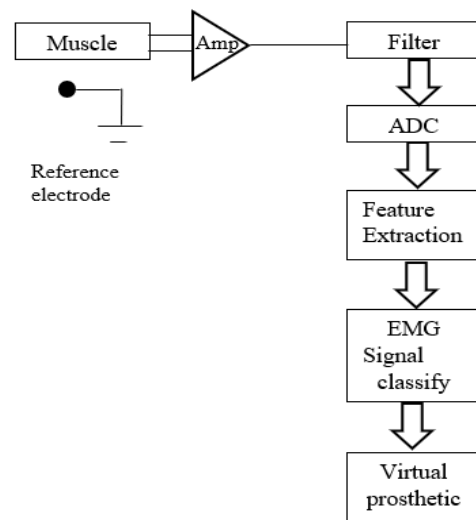 Muscle
Amp
Filter
Reference
electrode
ADC
Feature
Extraction
EMG
Signal
classify
Virtual
prosthetic